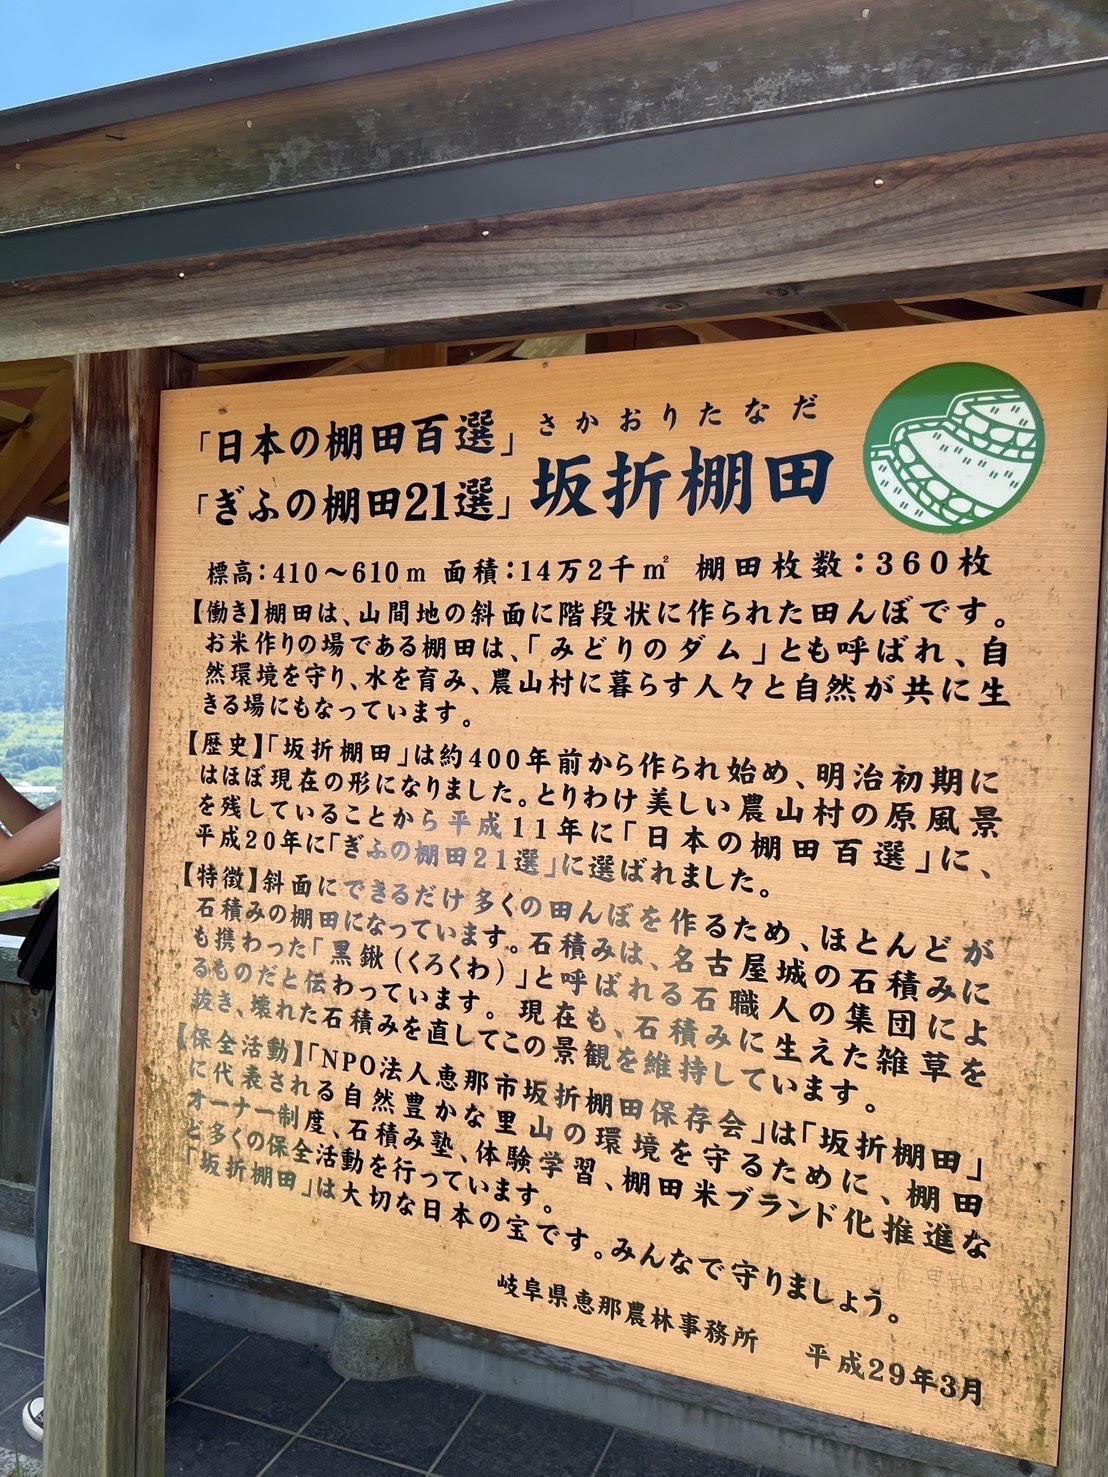 「日本の棚田百選」
「ぎふの棚田21選」
さかおりたなだ
坂折棚田
標高：410～610m 面積：14万2千㎡ 棚田枚数：360枚
【働き】棚田は、山間地の斜面に階段状に作られた田んぼです。
お米作りの場である棚田は、「みどりのダム」とも呼ばれ、自
然環境を守り、水を育み、農山村に暮らす人々と自然が共に生
きる場にもなっています。
【歴史】「坂折棚田」は約400年前から作られ始め、明治初期に
はほぼ現在の形になりました。とりわけ美しい農山村の原風景
を残していることから平成11年に「日本の棚田百選」に、
平成20年に「ぎふの棚田21選」に選ばれました。
【特徴】斜面にできるだけ多くの田んぼを作るため、ほとんどが
石積みの棚田になっています。石積みは、名古屋城の石積みに
も携わった「黒鍬（くろくわ）」と呼ばれる石職人の集団によ
るものだと伝わっています。現在も、石積みに生えた雑草を
抜き、壊れた石積みを直してこの景観を維持しています。
【保全活動】「NPO法人恵那市坂折棚田保存会」は「坂折棚田」
に代表される自然豊かな里山の環境を守るために、棚田
オーナー制度、石積み塾、体験学習、棚田米ブランド化推進な
ど多くの保全活動を行っています。
「坂折棚田」は大切な日本の宝です。みんなで守りましょう。
岐阜県恵那農林事務所 平成29年3月